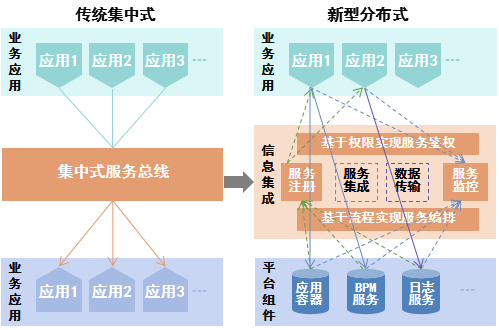 传统集中式
新型分布式
业务应用
应用1
应用2
应用3
业务应用
应用1
应用2
应用3
集中式服务总线
信息集成
基于权限实现服务鉴权
服务注册
服务集成
数据传输
服务监控
基于流程实现服务编排
业务应用
应用1
应用2
应用3
平台组件
应用容器
BPM服务
日志服务